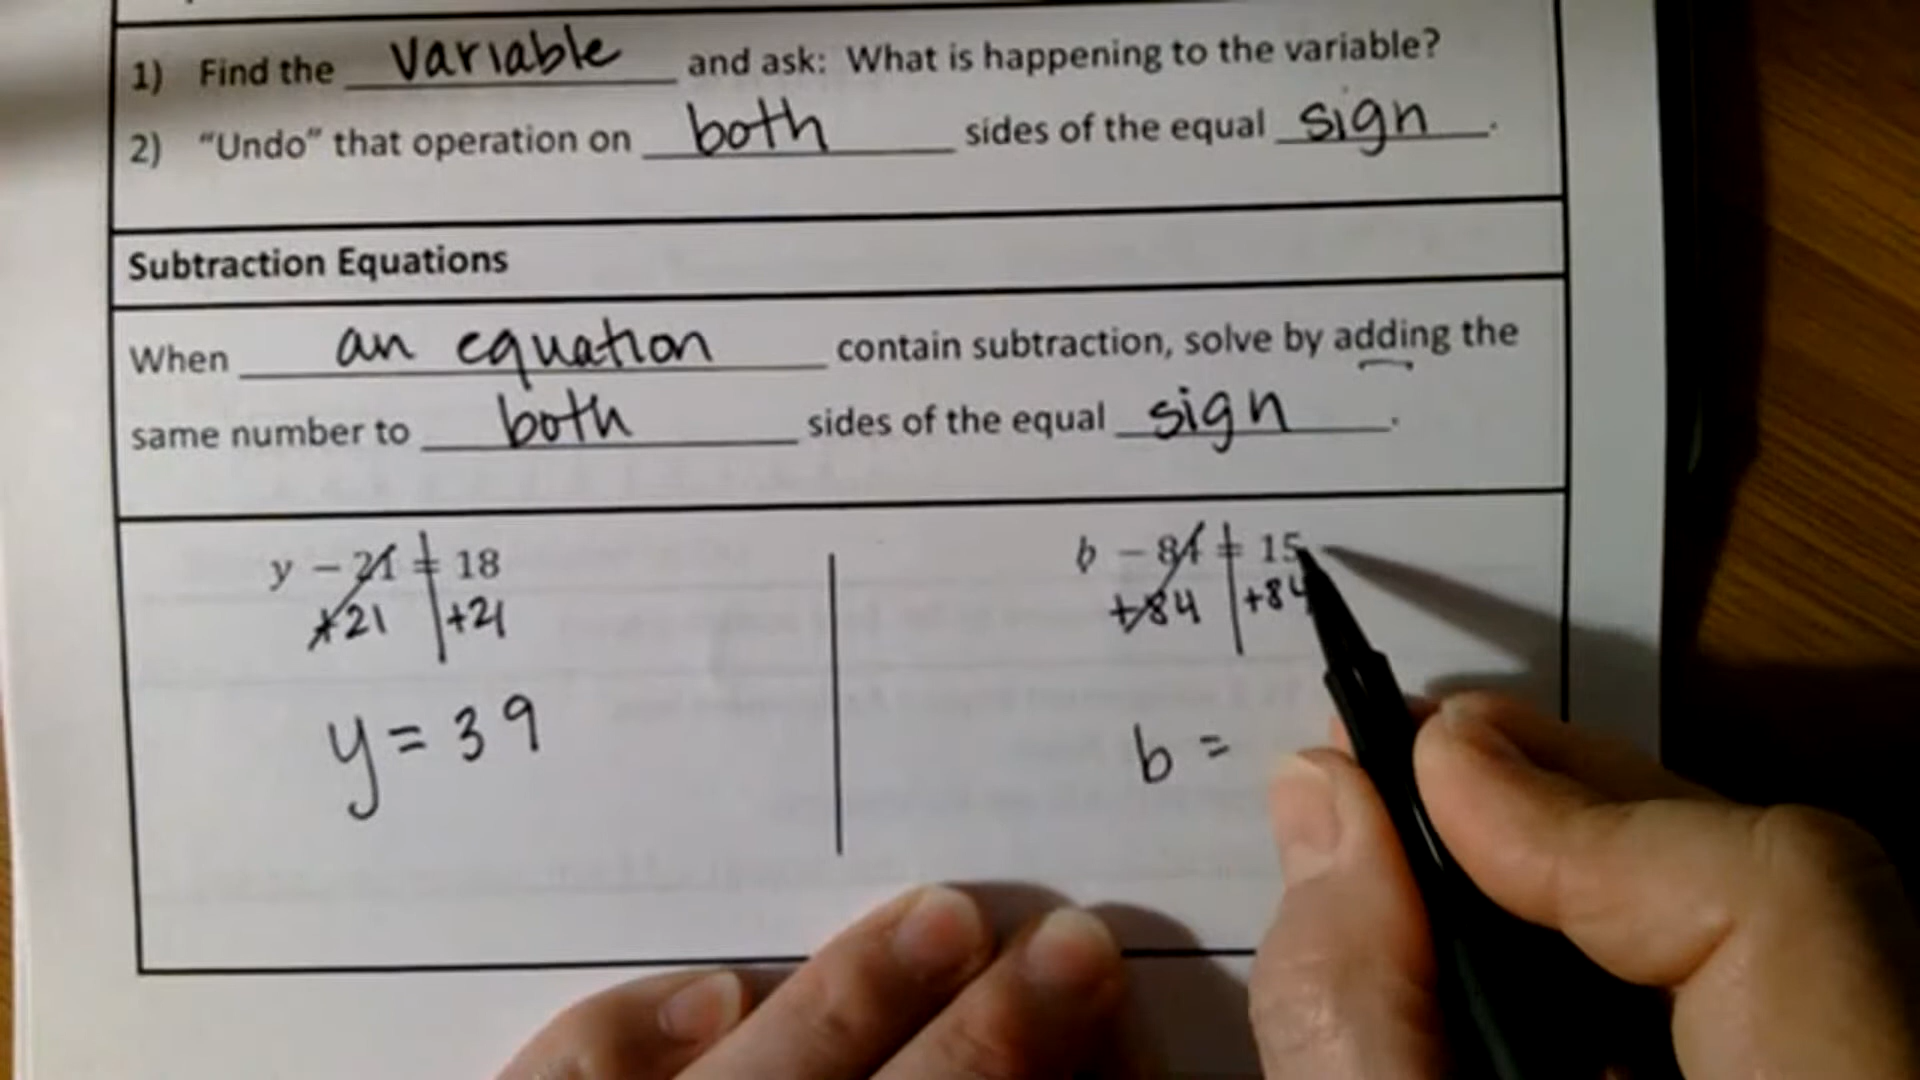 1) Find the variable and ask: What is happening to the variable?
2) "Undo" that operation on both sides of the equal sign.
Subtraction Equations
When an equation contain subtraction, solve by adding the
same number to both sides of the equal sign.
y − 21 = 18
+21 +21
y = 39
b − 84 = 15
+84 +84
b =